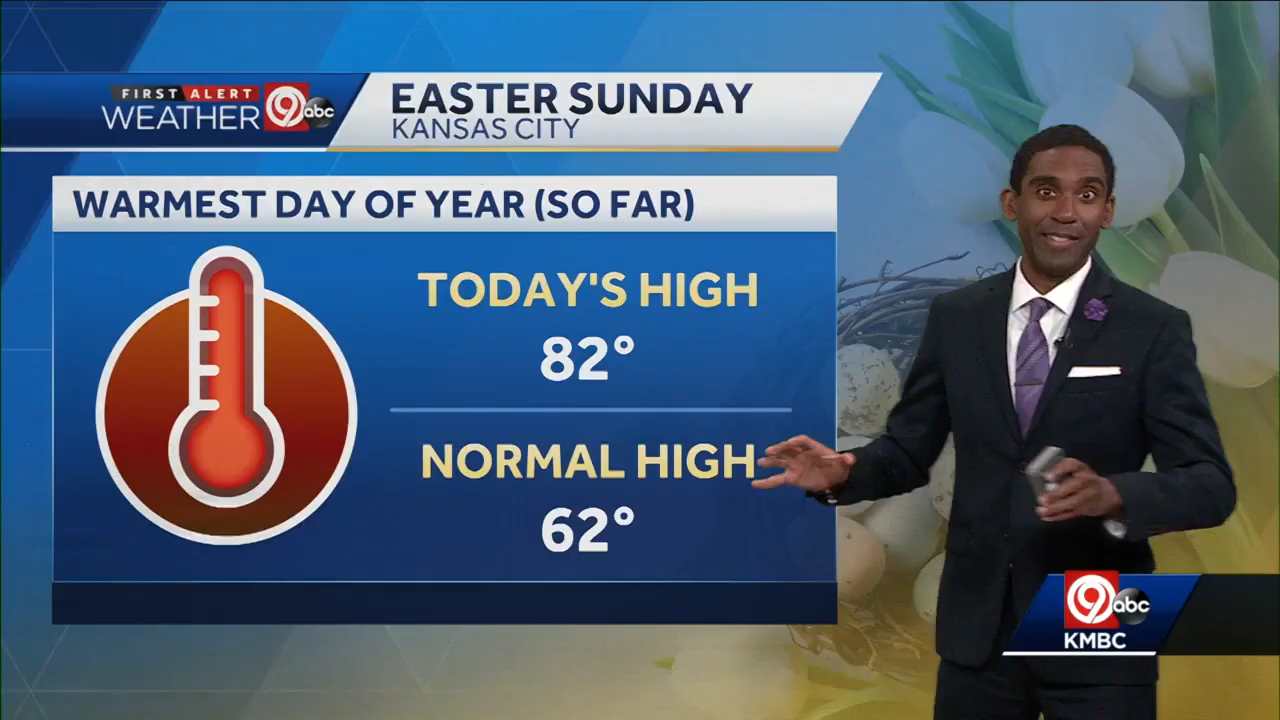 FIRST ALERT
WEATHER 9 abc
EASTER SUNDAY
KANSAS CITY
WARMEST DAY OF YEAR (SO FAR)
TODAY'S HIGH
82°
NORMAL HIGH
62°
9 abc
KMBC